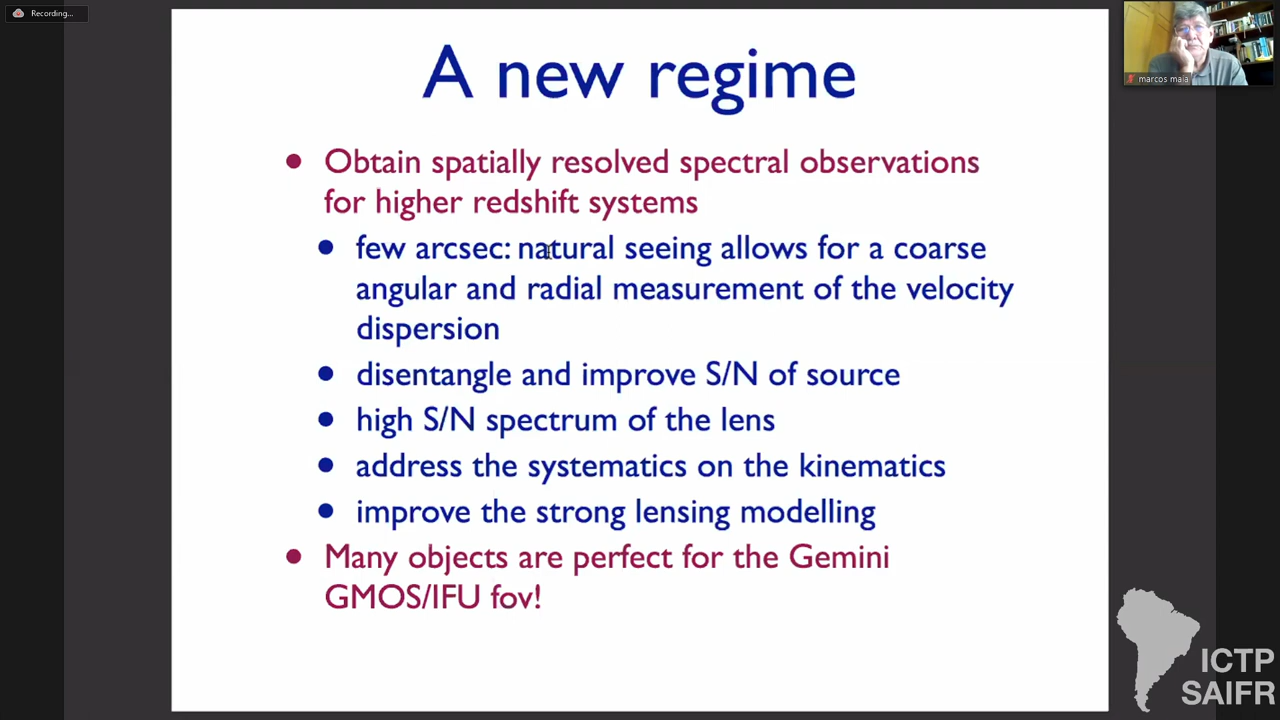 Recording...
A new regime
marcos maia
• Obtain spatially resolved spectral observations
for higher redshift systems
• few arcsec: natural seeing allows for a coarse
angular and radial measurement of the velocity
dispersion
• disentangle and improve S/N of source
• high S/N spectrum of the lens
• address the systematics on the kinematics
• improve the strong lensing modelling
• Many objects are perfect for the Gemini
GMOS/IFU fov!
ICTP
SAIFR